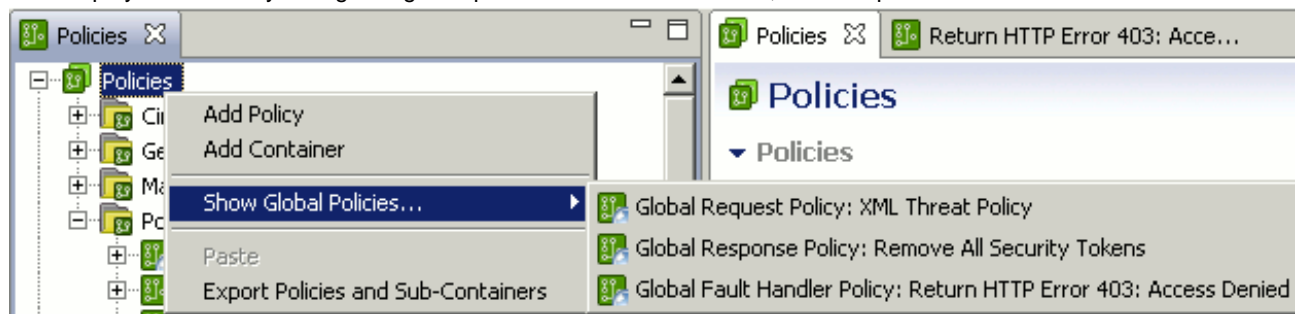 Policies
Policies
Return HTTP Error 403: Acce...
Policies
Policies
Policies
Add Policy
Add Container
Show Global Policies...
Paste
Export Policies and Sub-Containers
Global Request Policy: XML Threat Policy
Global Response Policy: Remove All Security Tokens
Global Fault Handler Policy: Return HTTP Error 403: Access Denied